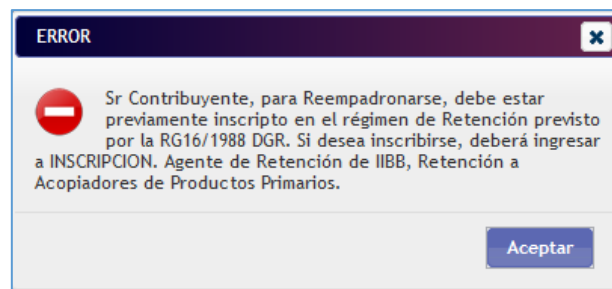 ERROR
Sr Contribuyente, para Reempadronarse, debe estar
previamente inscripto en el régimen de Retención previsto
por la RG16/1988 DGR. Si desea inscribirse, deberá ingresar
a INSCRIPCION. Agente de Retención de IIBB, Retención a
Acopiadores de Productos Primarios.
Aceptar